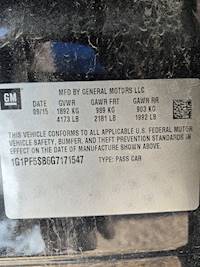 MFD BY GENERAL MOTORS LLC
GM
DATE GVWR GAWR FRT GAWR RR
09/15 1892 KG 989 KG 903 KG
4173 LB 2181 LB 1992 LB
THIS VEHICLE CONFORMS TO ALL APPLICABLE U.S. FEDERAL MOTOR
VEHICLE SAFETY, BUMPER, AND THEFT PREVENTION STANDARDS IN
EFFECT ON THE DATE OF MANUFACTURE SHOWN ABOVE.
1G1PF5SB6G7171547
TYPE: PASS CAR